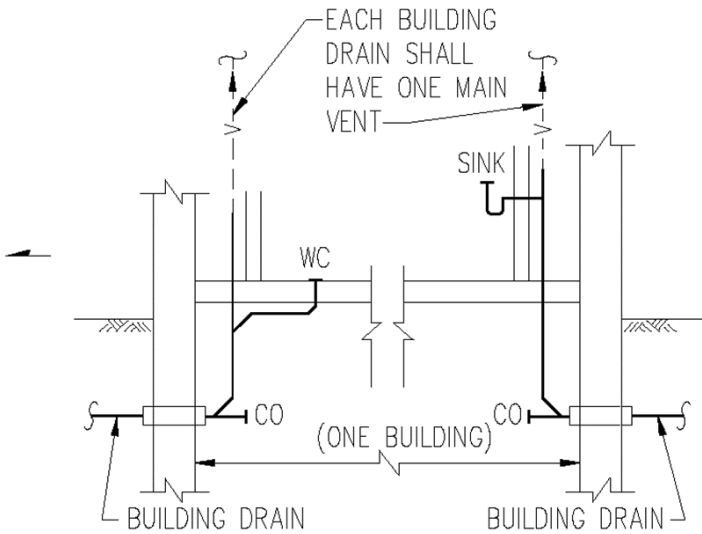 EACH BUILDING
DRAIN SHALL
HAVE ONE MAIN
VENT
V
V
SINK
WC
CO
CO
(ONE BUILDING)
BUILDING DRAIN
BUILDING DRAIN